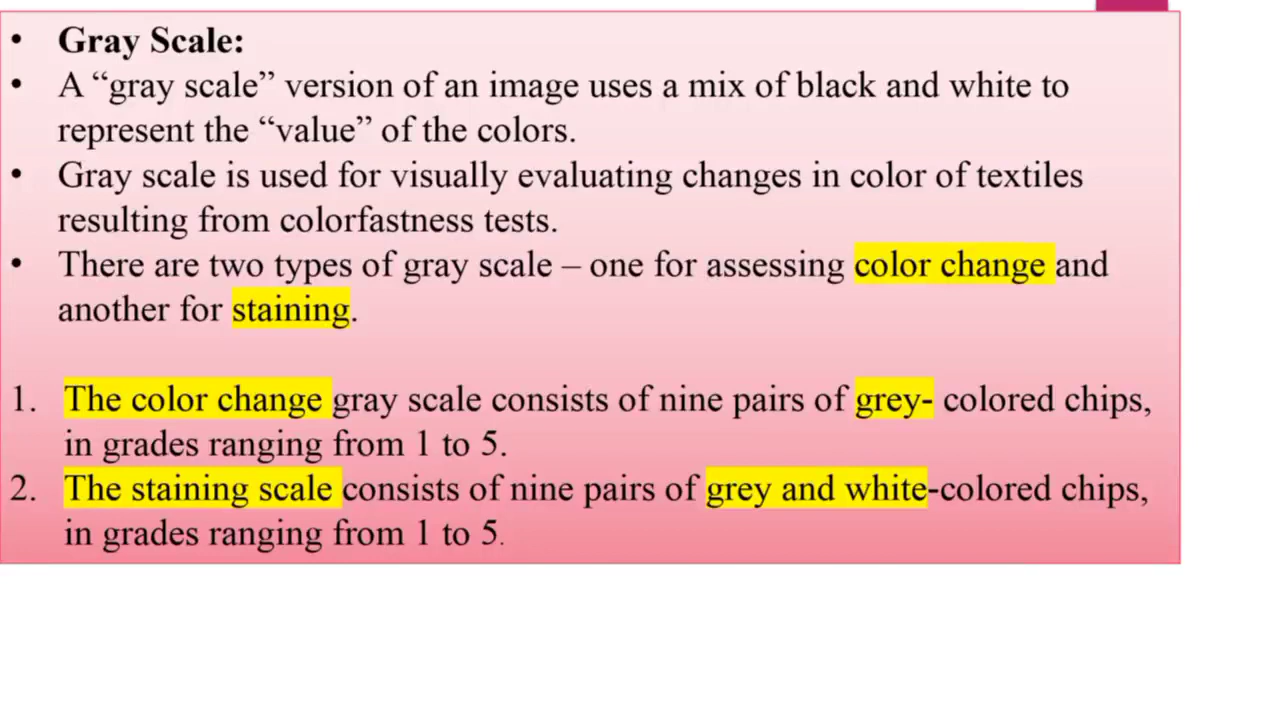 • Gray Scale:
• A “gray scale” version of an image uses a mix of black and white to
represent the “value” of the colors.
• Gray scale is used for visually evaluating changes in color of textiles
resulting from colorfastness tests.
• There are two types of gray scale – one for assessing color change and
another for staining.
1. The color change gray scale consists of nine pairs of grey- colored chips,
in grades ranging from 1 to 5.
2. The staining scale consists of nine pairs of grey and white-colored chips,
in grades ranging from 1 to 5.